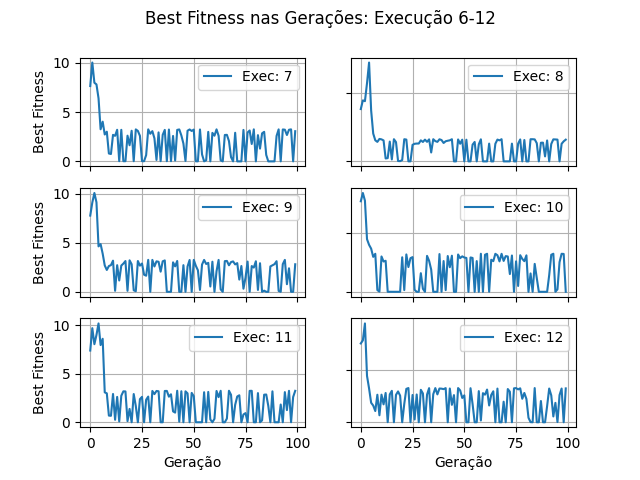 Best Fitness nas Gerações: Execução 6-12
10
5
0
Best Fitness
Exec: 7
Exec: 8
10
5
0
Best Fitness
Exec: 9
Exec: 10
10
5
0
Best Fitness
Exec: 11
Exec: 12
0 25 50 75 100
0 25 50 75 100
Geração
Geração